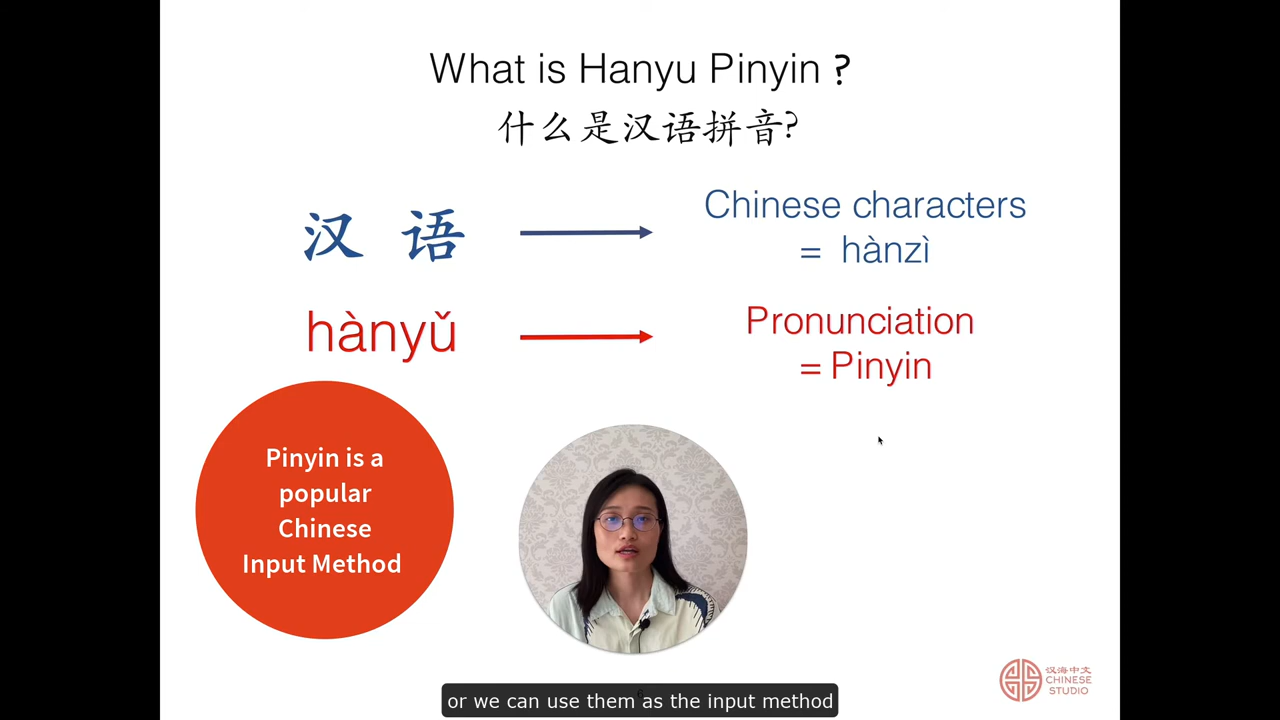 What is Hanyu Pinyin ?
什么是汉语拼音?
汉 语
Chinese characters
= hànzì
hànyǔ
Pronunciation
= Pinyin
Pinyin is a
popular
Chinese
Input Method
汉海中文
CHINESE
STUDIO
6
or we can use them as the input method